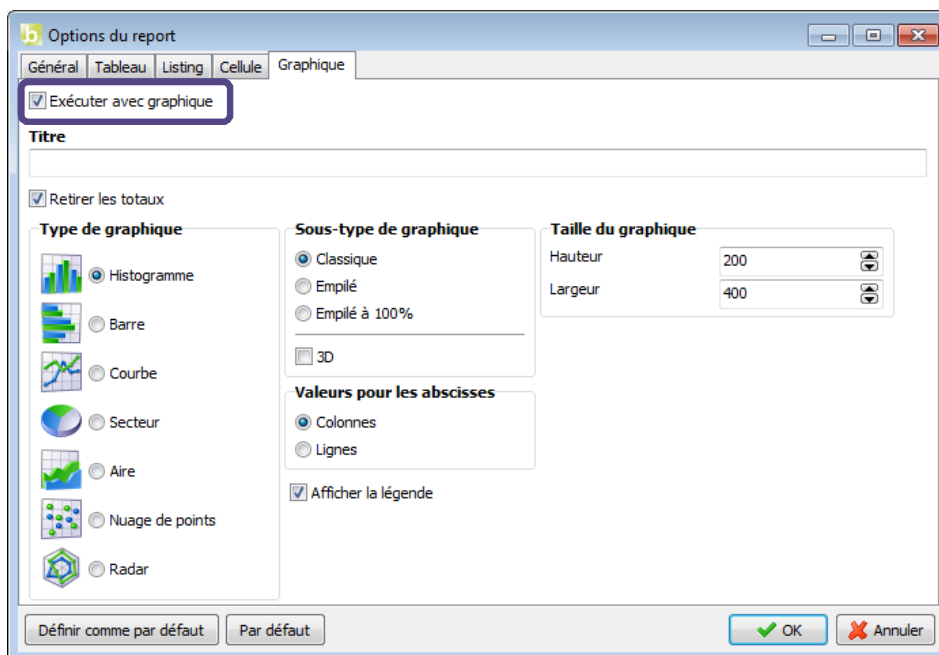 Options du report
Général Tableau Listing Cellule Graphique
Exécuter avec graphique
Titre
Retirer les totaux
Type de graphique
Histogramme
Barre
Courbe
Secteur
Aire
Nuage de points
Radar
Sous-type de graphique
Classique
Empilé
Empilé à 100%
3D
Valeurs pour les abscisses
Colonnes
Lignes
Afficher la légende
Taille du graphique
Hauteur 200
Largeur 400
Définir comme par défaut Par défaut OK Annuler